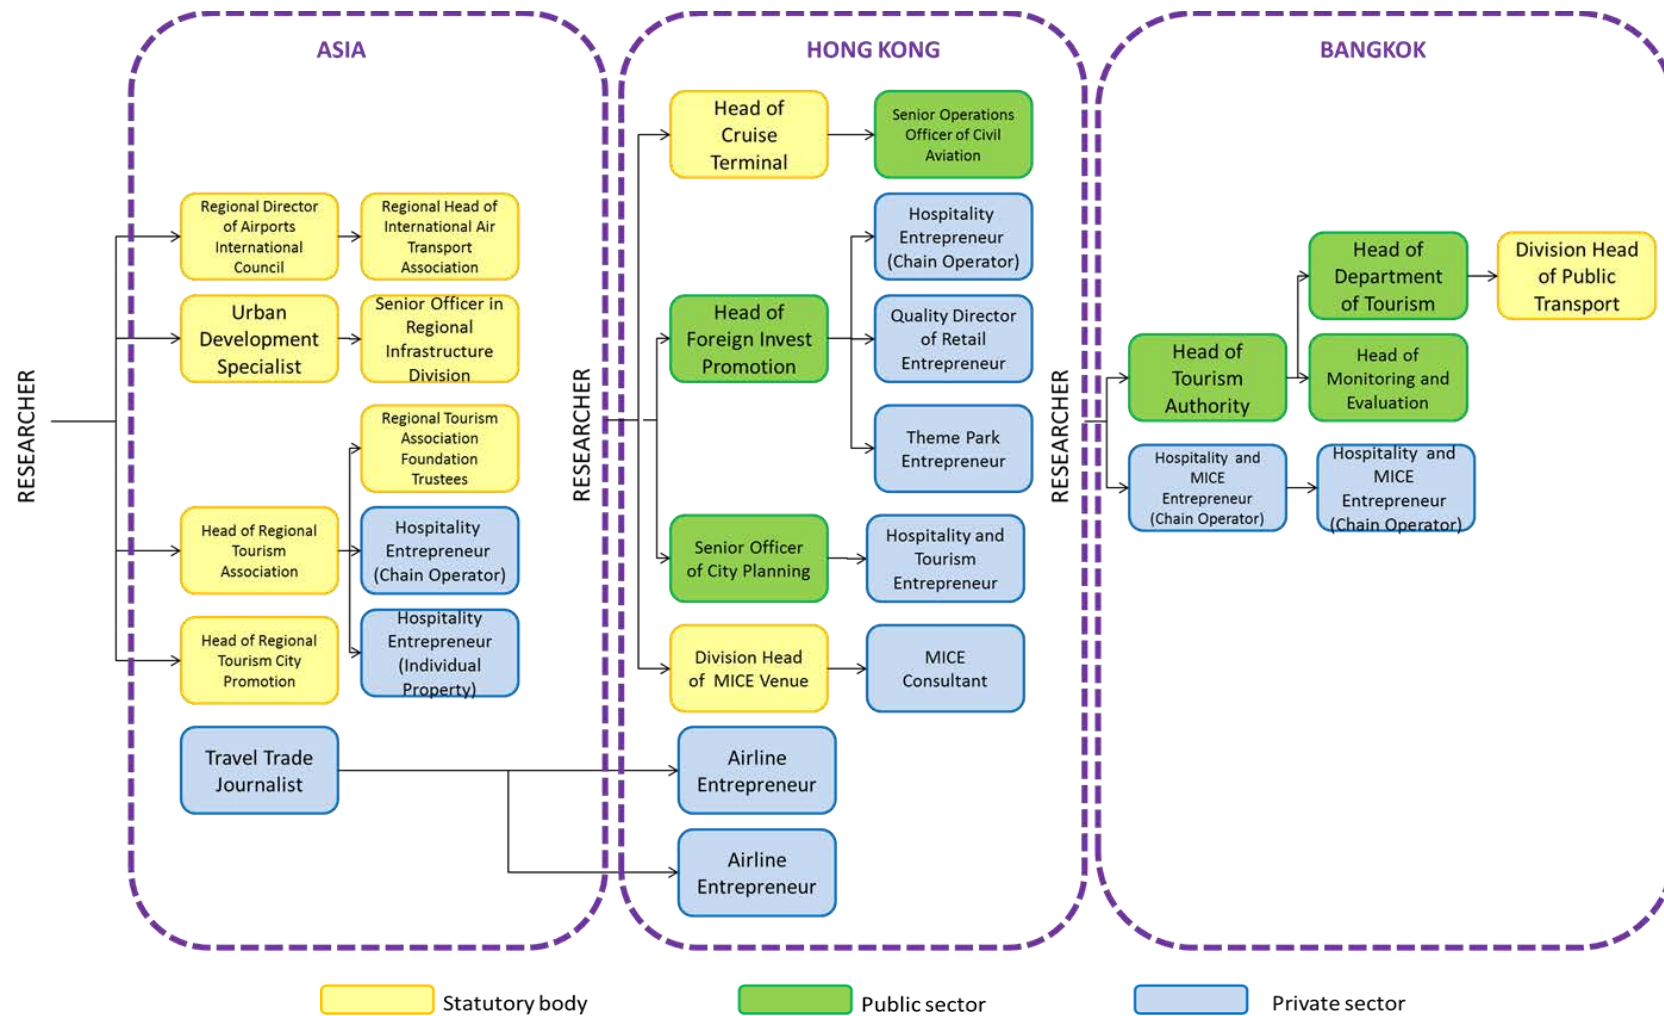 ASIA
RESEARCHER
Regional Director
of Airports
International
Council
Regional Head of
International Air
Transport
Association
Urban
Development
Specialist
Senior Officer in
Regional
Infrastructure
Division
Regional Tourism
Association
Foundation
Trustees
Head of Regional
Tourism
Association
Hospitality
Entrepreneur
(Chain Operator)
Head of Regional
Tourism City
Promotion
Hospitality
Entrepreneur
(Individual
Property)
Travel Trade
Journalist
HONG KONG
RESEARCHER
Head of
Cruise
Terminal
Senior Operations
Officer of Civil
Aviation
Hospitality
Entrepreneur
(Chain Operator)
Head of
Foreign Invest
Promotion
Quality Director
of Retail
Entrepreneur
Theme Park
Entrepreneur
Senior Officer
of City Planning
Hospitality and
Tourism
Entrepreneur
Division Head
of MICE Venue
MICE
Consultant
Airline
Entrepreneur
Airline
Entrepreneur
BANGKOK
RESEARCHER
Head of
Department
of Tourism
Division Head
of Public
Transport
Head of
Tourism
Authority
Head of
Monitoring and
Evaluation
Hospitality and
MICE
Entrepreneur
(Chain Operator)
Hospitality and
MICE
Entrepreneur
(Chain Operator)
Statutory body
Public sector
Private sector